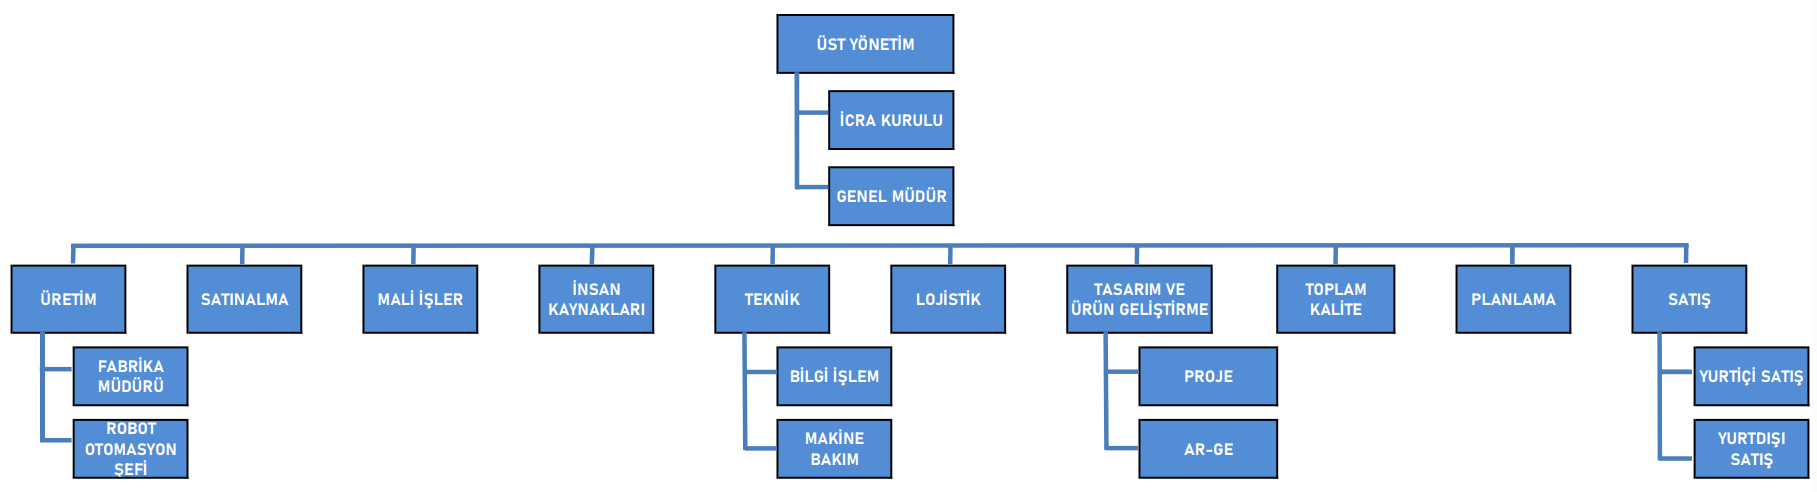 ÜST YÖNETİM
İCRA KURULU
GENEL MÜDÜR
ÜRETİM
SATINALMA
MALİ İŞLER
İNSAN
KAYNAKLARI
TEKNİK
LOJİSTİK
TASARIM VE
ÜRÜN GELİŞTİRME
TOPLAM
KALİTE
PLANLAMA
SATIŞ
FABRİKA
MÜDÜRÜ
BİLGİ İŞLEM
PROJE
YURTİÇİ SATIŞ
ROBOT
OTOMASYON
ŞEFİ
MAKİNE
BAKIM
AR-GE
YURTDIŞI
SATIŞ